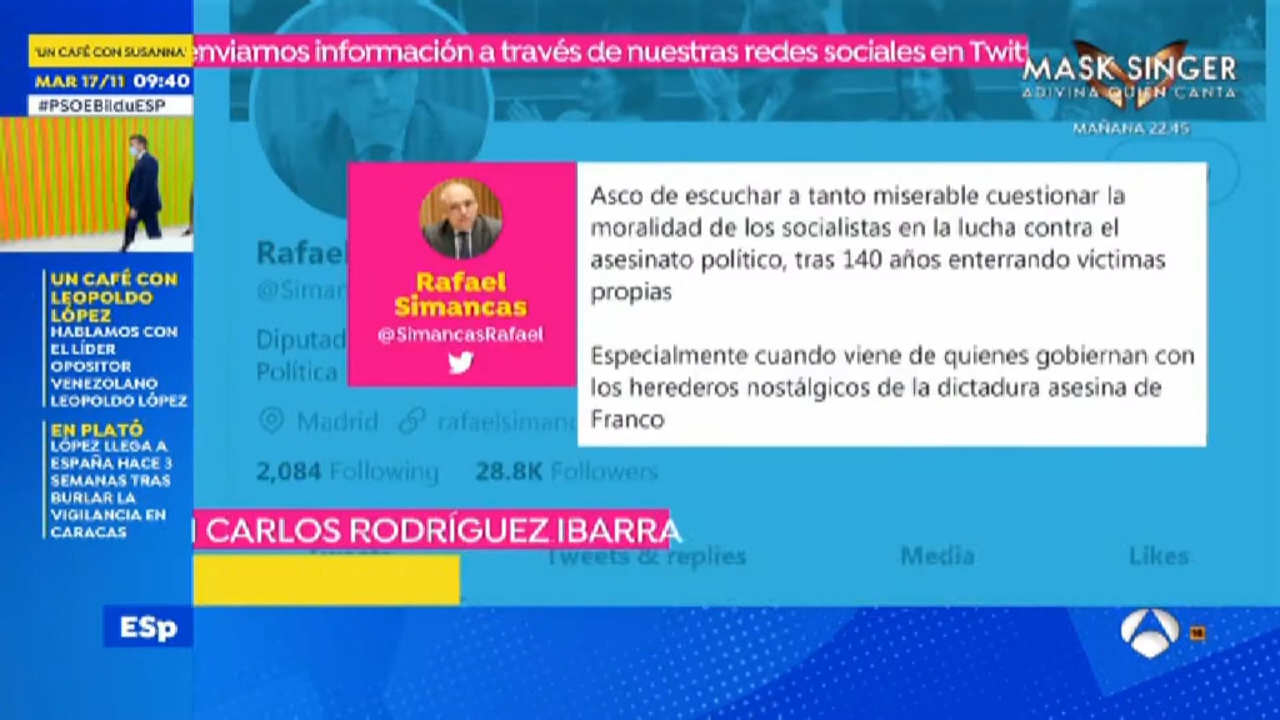 "UN CAFÉ CON SUSANNA"
enviamos información a través de nuestras redes sociales en Twit
MAR 17/11 09:40
#PSOEBilduESP
MASK SINGER
ADIVINA QUIÉN CANTA
MAÑANA 22:45
UN CAFÉ CON
LEOPOLDO
LÓPEZ
HABLAMOS CON
EL LÍDER
OPOSITOR
VENEZOLANO
LEOPOLDO LÓPEZ
EN PLATÓ
LÓPEZ LLEGA A
ESPAÑA HACE 3
SEMANAS TRAS
BURLAR LA
VIGILANCIA EN
CARACAS
Rafael
@Siman
Diputad
Política
Madrid rafaelsimanc
2,084 Following 28.8K Followers
Rafael
Simancas
@SimancasRafael
Asco de escuchar a tanto miserable cuestionar la
moralidad de los socialistas en la lucha contra el
asesinato político, tras 140 años enterrando víctimas
propias
Especialmente cuando viene de quienes gobiernan con
los herederos nostálgicos de la dictadura asesina de
Franco
CARLOS RODRÍGUEZ IBARRA
Tweets Tweets & replies Media Likes
ESp